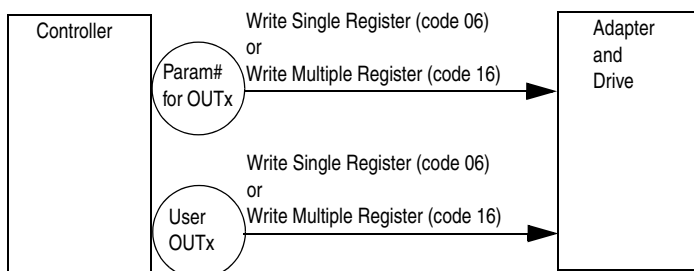 Controller
Param#
for OUTx
Write Single Register (code 06)
or
Write Multiple Register (code 16)
Adapter
and
Drive
User
OUTx
Write Single Register (code 06)
or
Write Multiple Register (code 16)